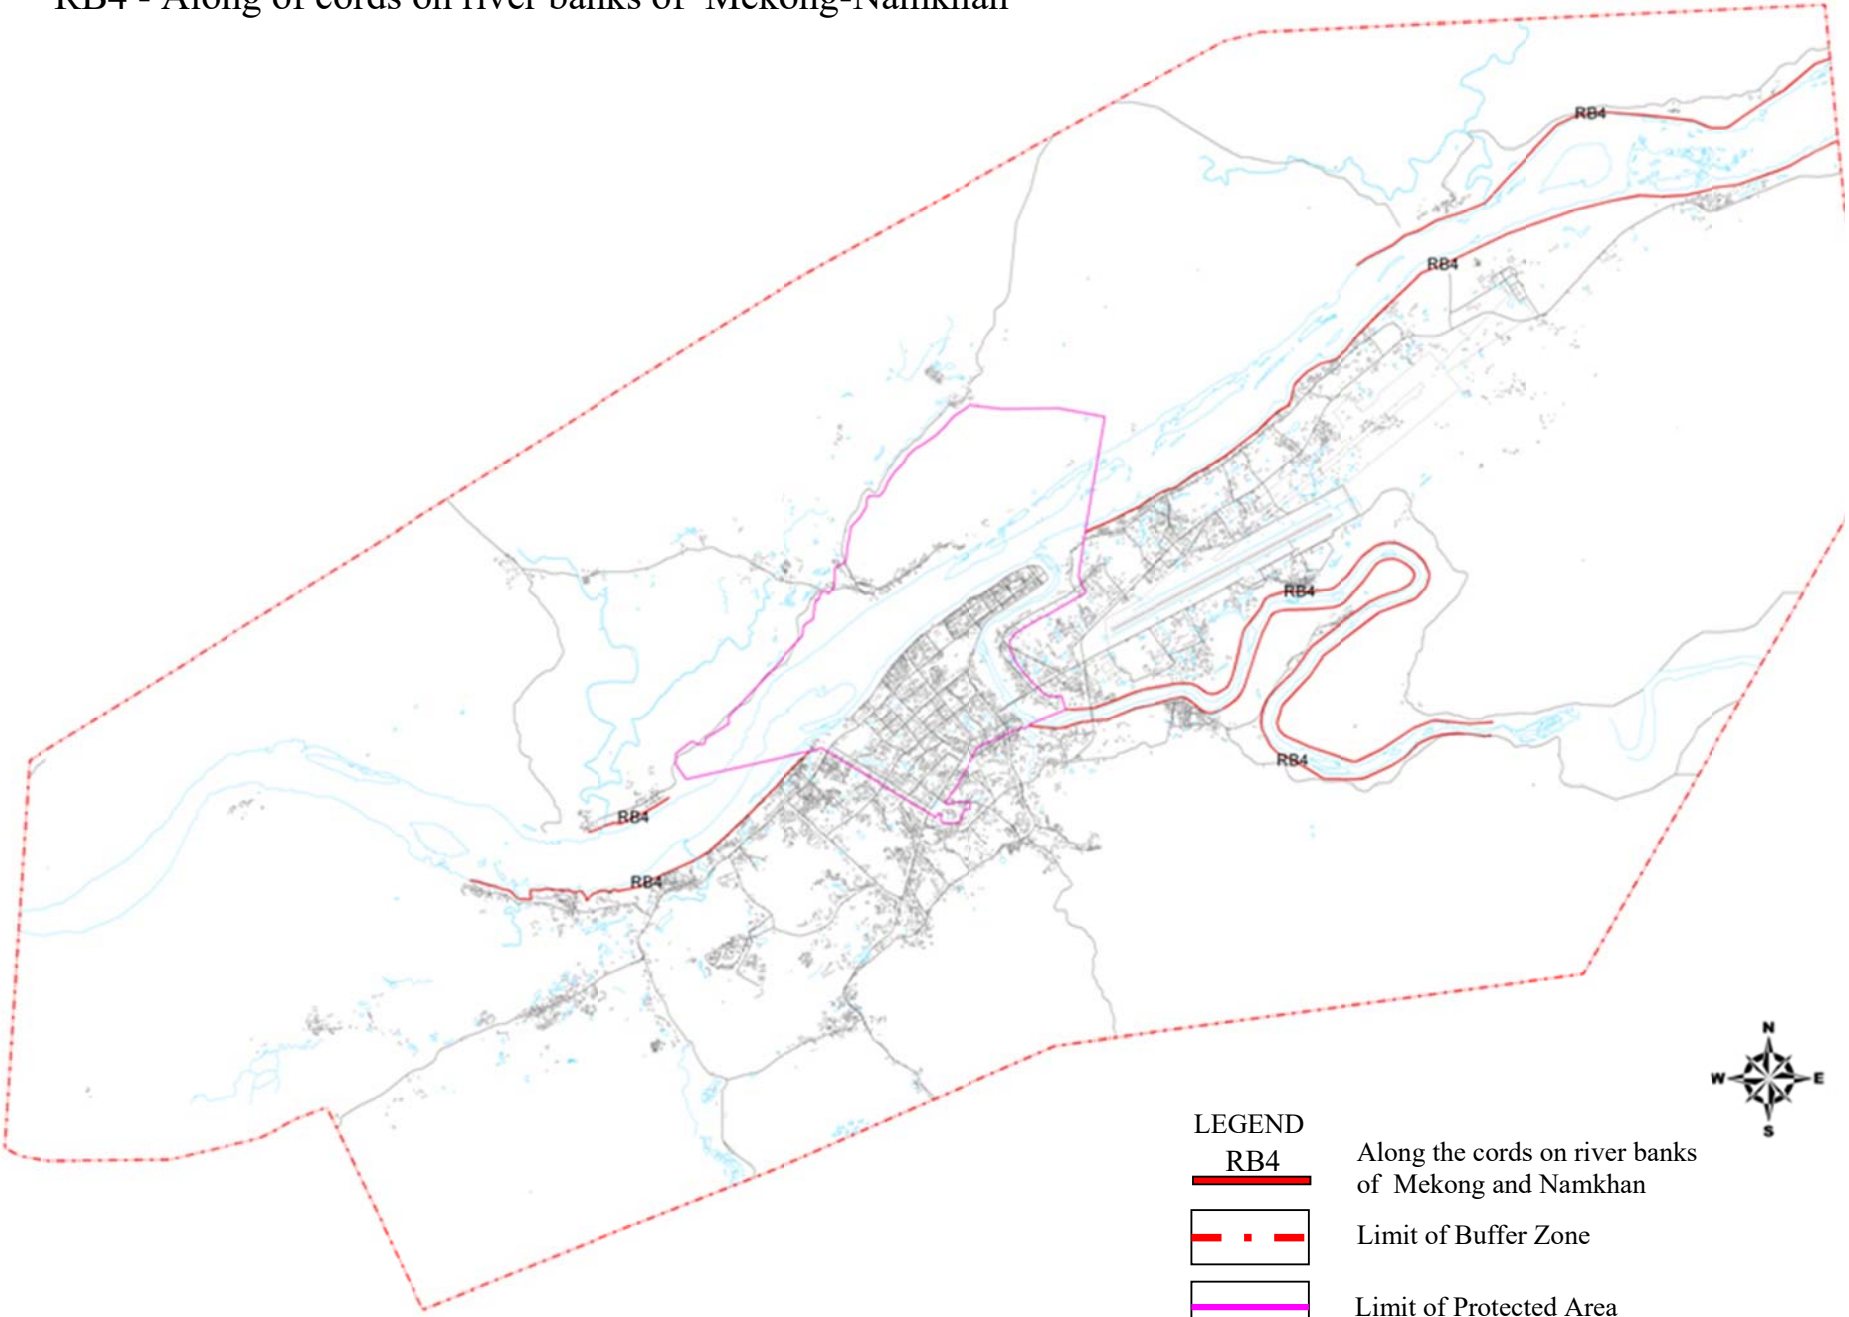 RB4 - Along of cords on river banks of Mekong-Namkhan
RB4
RB4
RB4
RB4
RB4
RB4
N
W E
S
LEGEND
RB4
Along the cords on river banks
of Mekong and Namkhan
Limit of Buffer Zone
Limit of Protected Area